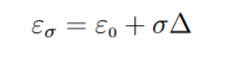 ε_σ = ε_0 + σΔ